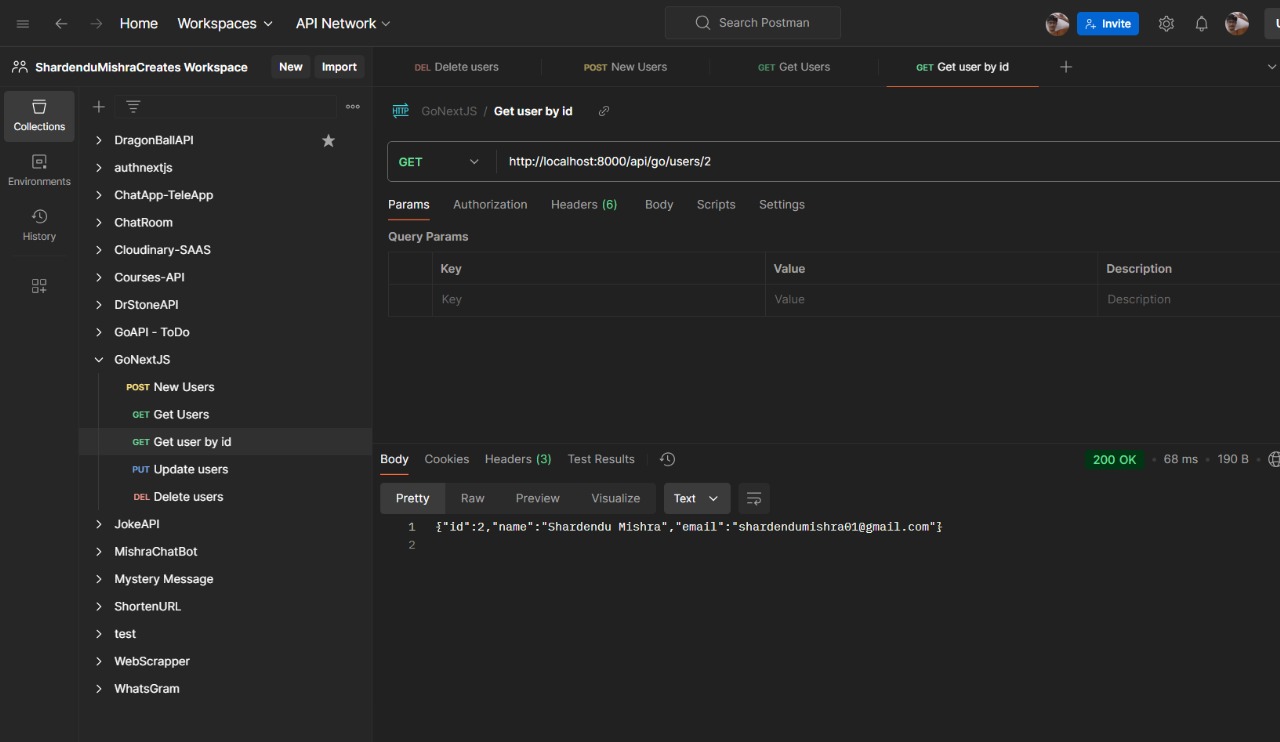 Home Workspaces API Network Search Postman Invite
ShardenduMishraCreates Workspace New Import
DEL Delete users POST New Users GET Get Users GET Get user by id
Collections
Environments
History
DragonBallAPI
authnextjs
ChatApp-TeleApp
ChatRoom
Cloudinary-SAAS
Courses-API
DrStoneAPI
GoAPI - ToDo
GoNextJS
POST New Users
GET Get Users
GET Get user by id
PUT Update users
DEL Delete users
JokeAPI
MishraChatBot
Mystery Message
ShortenURL
test
WebScrapper
WhatsGram
HTTP GoNextJS / Get user by id
GET http://localhost:8000/api/go/users/2
Params Authorization Headers (6) Body Scripts Settings
Query Params
Key Value Description
Key Value Description
Body Cookies Headers (3) Test Results 200 OK 68 ms 190 B
Pretty Raw Preview Visualize Text
1 {"id":2,"name":"Shardendu Mishra","email":"shardendumishra01@gmail.com"}
2